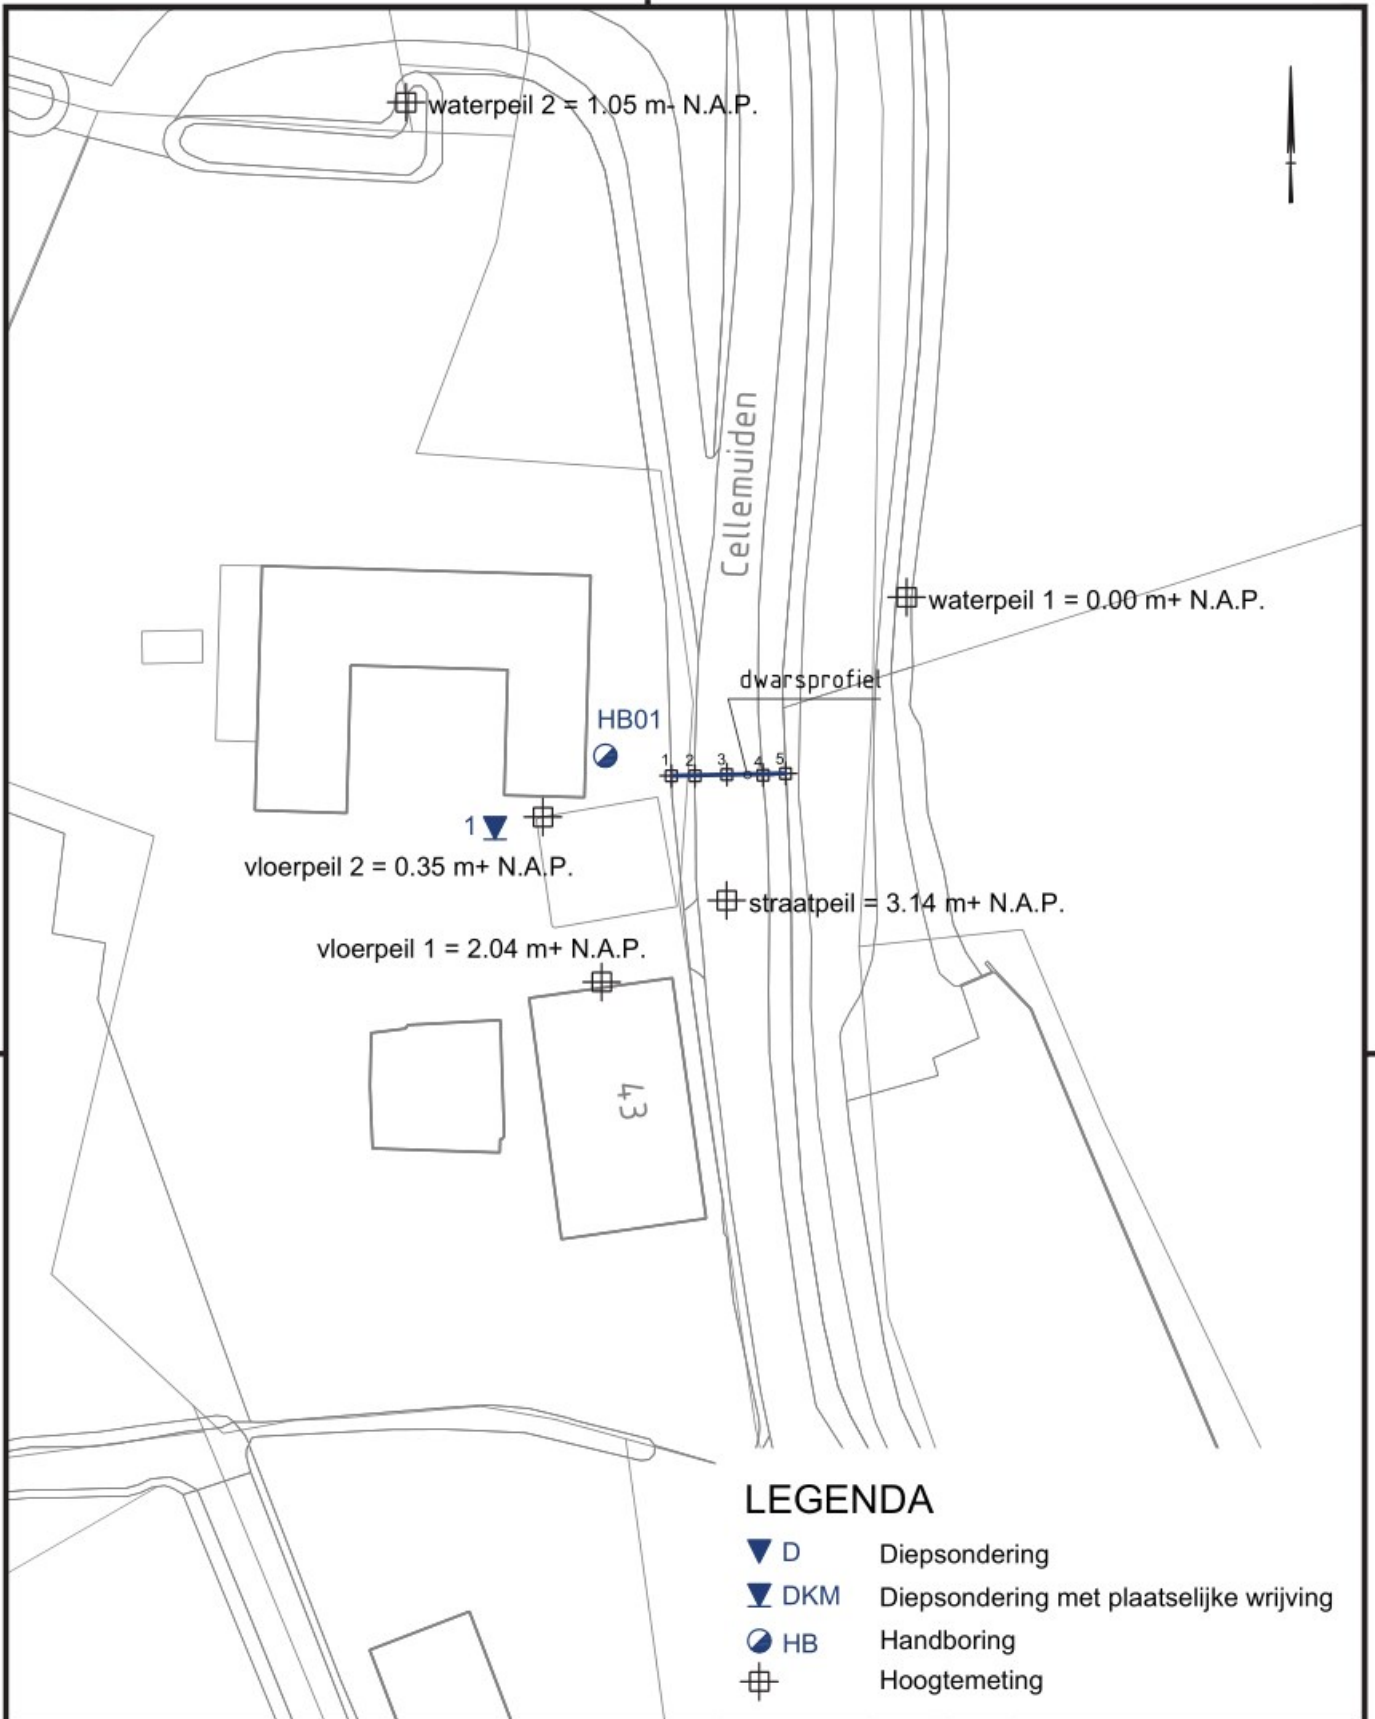 waterpeil 2 = 1.05 m- N.A.P.
Cellemuiden
waterpeil 1 = 0.00 m+ N.A.P.
dwarsprofiel
HB01
1 2 3 4 5
1
vloerpeil 2 = 0.35 m+ N.A.P.
straatpeil = 3.14 m+ N.A.P.
vloerpeil 1 = 2.04 m+ N.A.P.
43
LEGENDA
D Diepsondering
DKM Diepsondering met plaatselijke wrijving
HB Handboring
Hoogtemeting